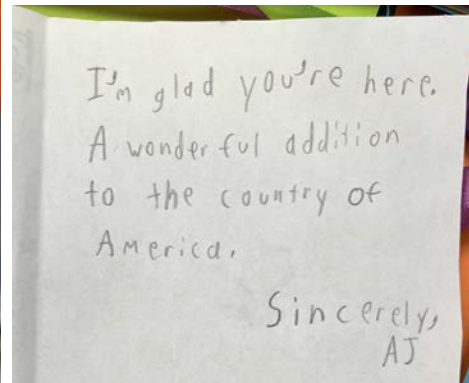 I'm glad you're here.
A wonderful addition
to the country of
America.
Sincerely,
AJ